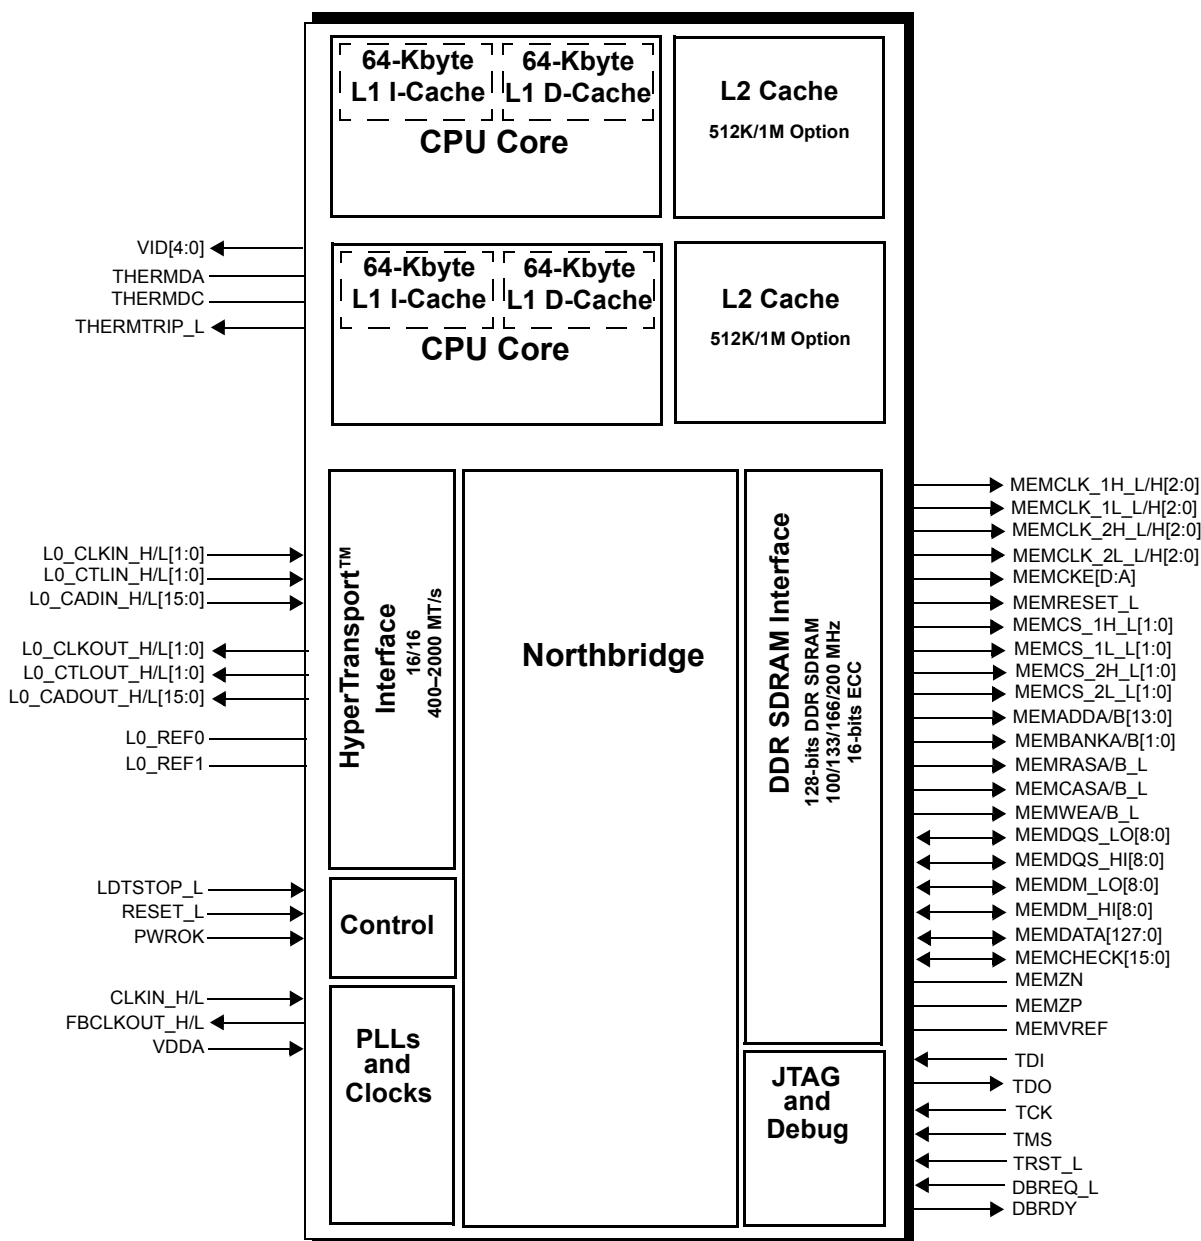 64-Kbyte
L1 I-Cache
64-Kbyte
L1 D-Cache
CPU Core
L2 Cache
512K/1M Option
VID[4:0]
THERMDA
THERMDC
THERMTRIP_L
64-Kbyte
L1 I-Cache
64-Kbyte
L1 D-Cache
CPU Core
L2 Cache
512K/1M Option
L0_CLKIN_H/L[1:0]
L0_CTLIN_H/L[1:0]
L0_CADIN_H/L[15:0]
L0_CLKOUT_H/L[1:0]
L0_CTLOUT_H/L[1:0]
L0_CADOUT_H/L[15:0]
L0_REF0
L0_REF1
LDTSTOP_L
RESET_L
PWROK
CLKIN_H/L
FBCLKOUT_H/L
VDDA
HyperTransport™
Interface
16/16
400–2000 MT/s
Control
PLLs
and
Clocks
Northbridge
DDR SDRAM Interface
128-bits DDR SDRAM
100/133/166/200 MHz
16-bits ECC
JTAG
and
Debug
MEMCLK_1H_L/H[2:0]
MEMCLK_1L_L/H[2:0]
MEMCLK_2H_L/H[2:0]
MEMCLK_2L_L/H[2:0]
MEMCKE[D:A]
MEMRESET_L
MEMCS_1H_L[1:0]
MEMCS_1L_L[1:0]
MEMCS_2H_L[1:0]
MEMCS_2L_L[1:0]
MEMADDA/B[13:0]
MEMBANKA/B[1:0]
MEMRASA/B_L
MEMCASA/B_L
MEMWEA/B_L
MEMDQS_LO[8:0]
MEMDQS_HI[8:0]
MEMDM_LO[8:0]
MEMDM_HI[8:0]
MEMDATA[127:0]
MEMCHECK[15:0]
MEMZN
MEMZP
MEMVREF
TDI
TDO
TCK
TMS
TRST_L
DBREQ_L
DBRDY